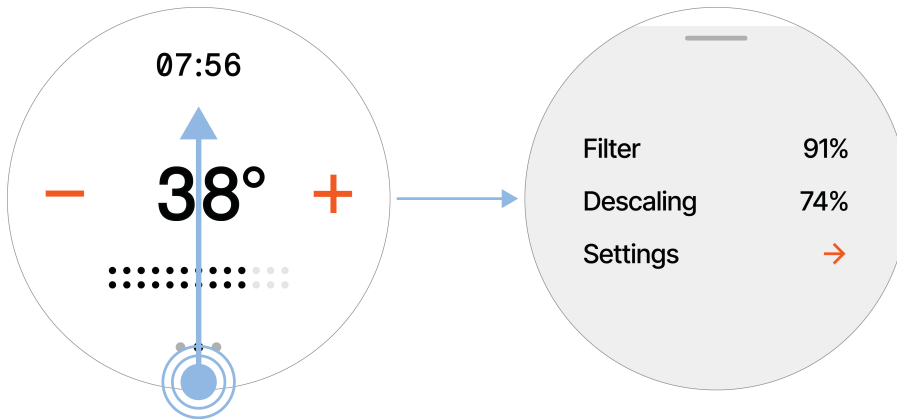 07:56
− 38° +
Filter 91%
Descaling 74%
Settings →